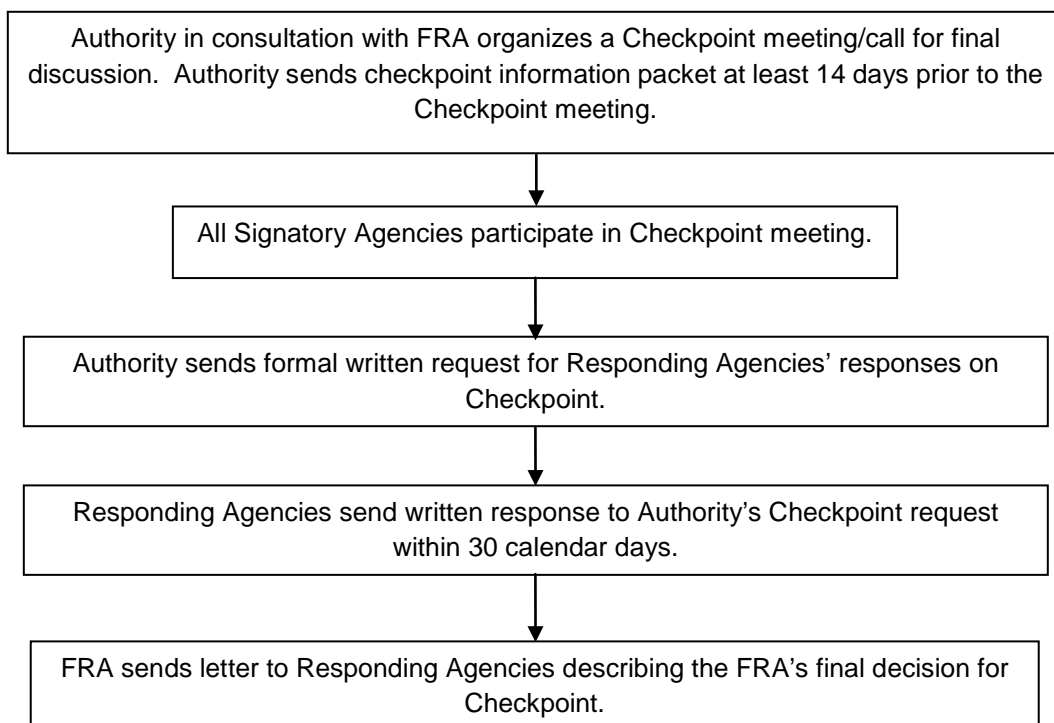 Authority in consultation with FRA organizes a Checkpoint meeting/call for final
discussion.  Authority sends checkpoint information packet at least 14 days prior to the
Checkpoint meeting.
All Signatory Agencies participate in Checkpoint meeting.
Authority sends formal written request for Responding Agencies’ responses on
Checkpoint.
Responding Agencies send written response to Authority’s Checkpoint request
within 30 calendar days.
FRA sends letter to Responding Agencies describing the FRA’s final decision for
Checkpoint.